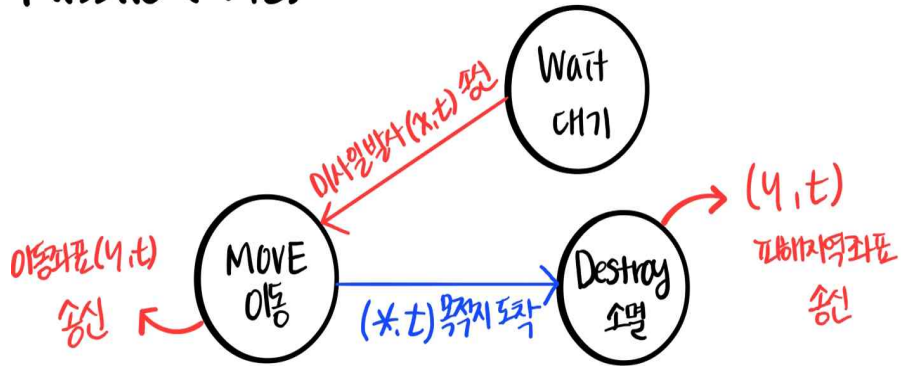 Wait
대기
미사일발사(x,t) 송신
(y,t)
피해지역좌표
송신
이동좌표(y,t)
송신
MOVE
이동
(*,t)목적지 도착
Destroy
소멸